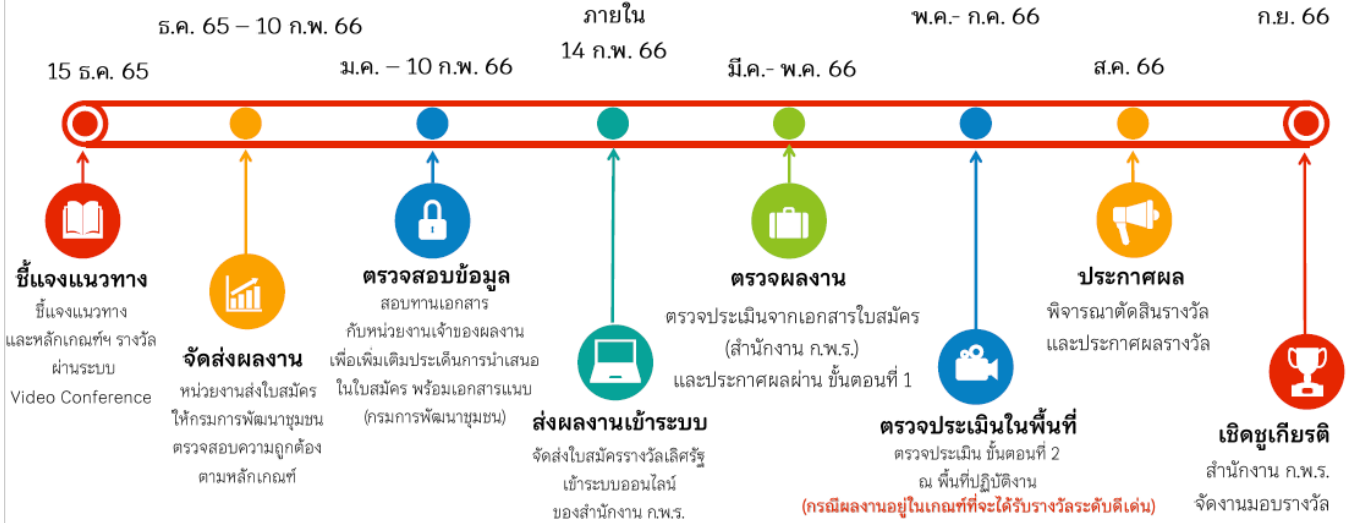 15 ธ.ค. 65
ชี้แจงแนวทาง
ชี้แจงแนวทาง
และหลักเกณฑ์ฯ รางวัล
ผ่านระบบ
Video Conference
ธ.ค. 65 – 10 ก.พ. 66
จัดส่งผลงาน
หน่วยงานส่งใบสมัคร
ให้กรมการพัฒนาชุมชน
ตรวจสอบความถูกต้อง
ตามหลักเกณฑ์
ม.ค. – 10 ก.พ. 66
ตรวจสอบข้อมูล
สอบทานเอกสาร
กับหน่วยงานเจ้าของผลงาน
เพื่อเพิ่มเติมประเด็นการนำเสนอ
ในใบสมัคร พร้อมเอกสารแนบ
(กรมการพัฒนาชุมชน)
ภายใน
14 ก.พ. 66
ส่งผลงานเข้าระบบ
จัดส่งใบสมัครรางวัลเลิศรัฐ
เข้าระบบออนไลน์
ของสำนักงาน ก.พ.ร.
มี.ค.- พ.ค. 66
ตรวจผลงาน
ตรวจประเมินจากเอกสารใบสมัคร
(สำนักงาน ก.พ.ร.)
และประกาศผลผ่าน ขั้นตอนที่ 1
พ.ค.- ก.ค. 66
ตรวจประเมินในพื้นที่
ตรวจประเมิน ขั้นตอนที่ 2
ณ พื้นที่ปฏิบัติงาน
(กรณีผลงานอยู่ในเกณฑ์ที่จะได้รับรางวัลระดับดีเด่น)
ส.ค. 66
ประกาศผล
พิจารณาตัดสินรางวัล
และประกาศผลรางวัล
ก.ย. 66
เชิดชูเกียรติ
สำนักงาน ก.พ.ร.
จัดงานมอบรางวัล